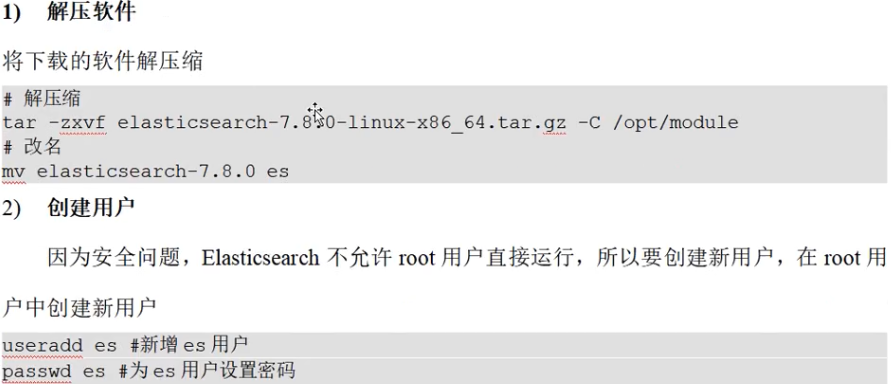 1) 解压软件
将下载的软件解压缩
# 解压缩
tar -zxvf elasticsearch-7.8.0-linux-x86_64.tar.gz -C /opt/module
# 改名
mv elasticsearch-7.8.0 es
2) 创建用户
因为安全问题，Elasticsearch 不允许 root 用户直接运行，所以要创建新用户，在 root 用
户中创建新用户
useradd es #新增 es 用户
passwd es #为 es 用户设置密码